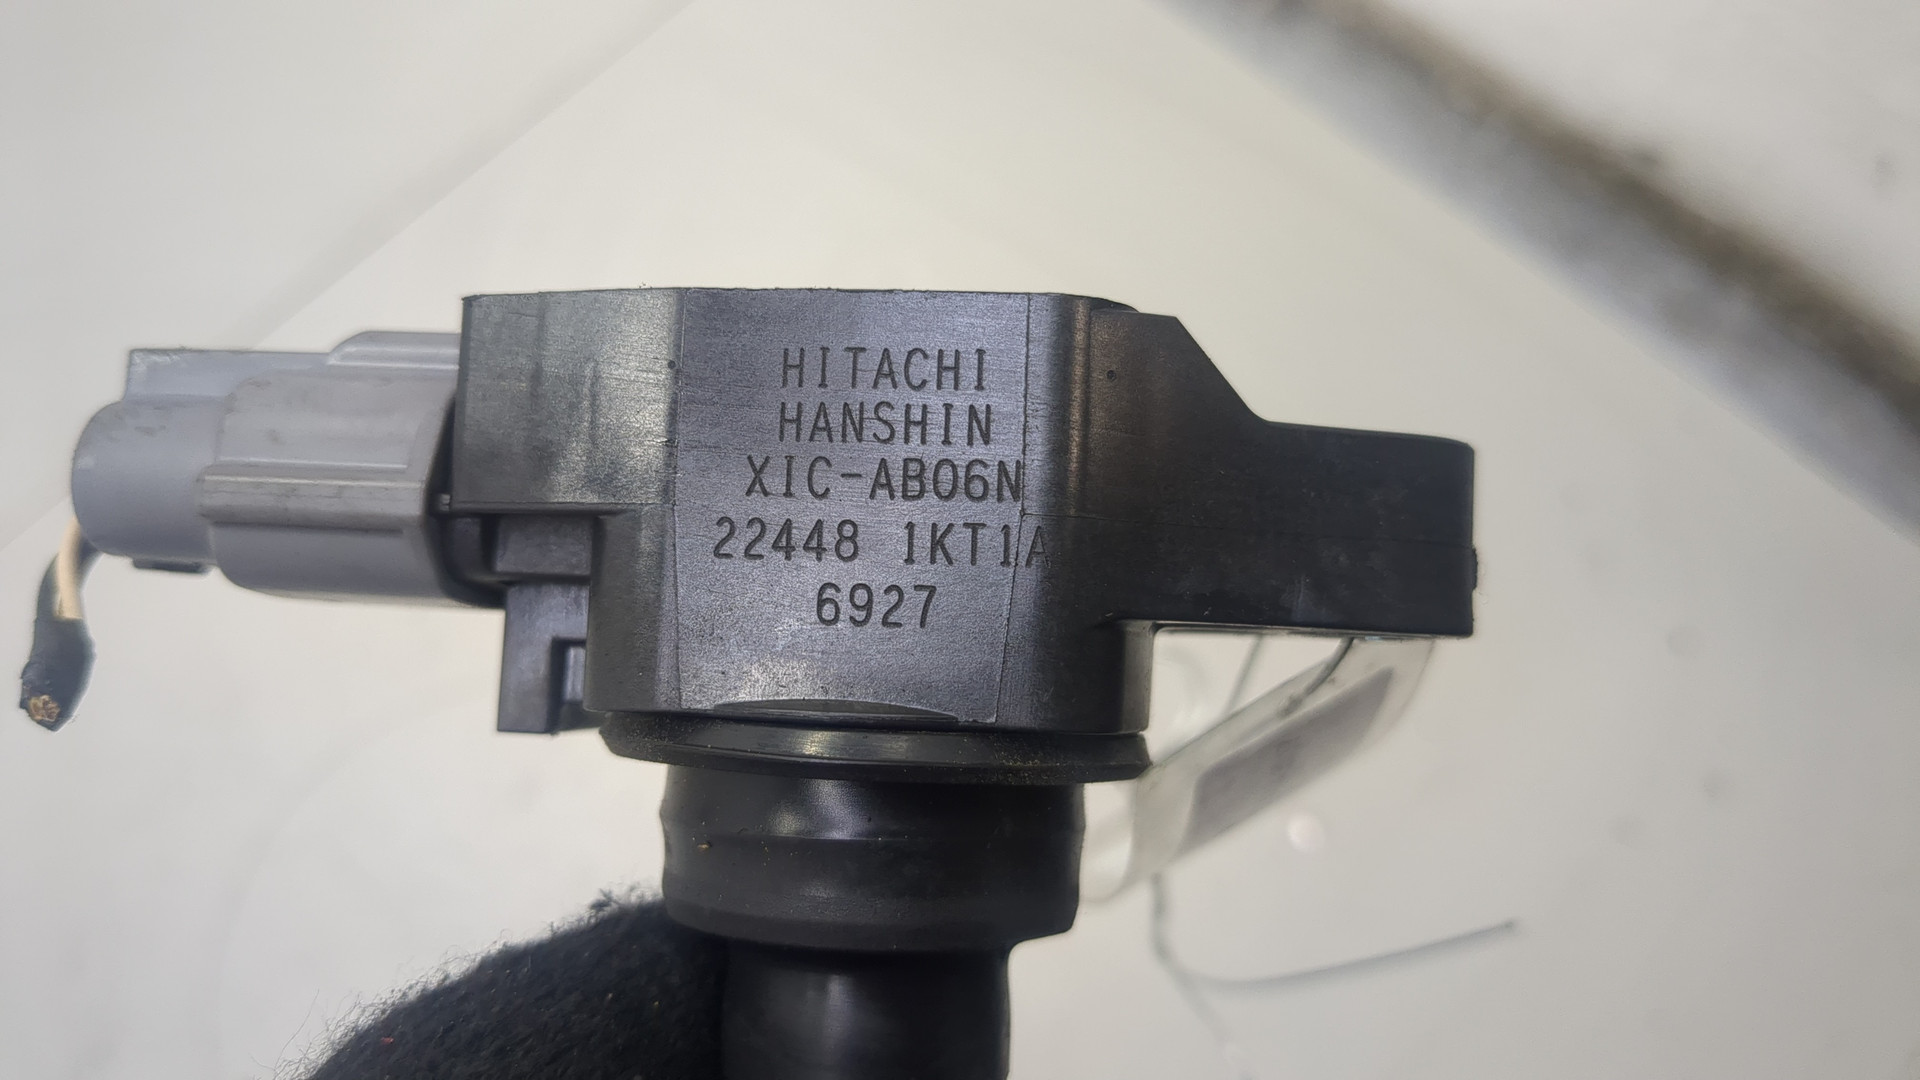 HITACHI
HANSHIN
XIC-AB06N
22448 1KT1A
6927